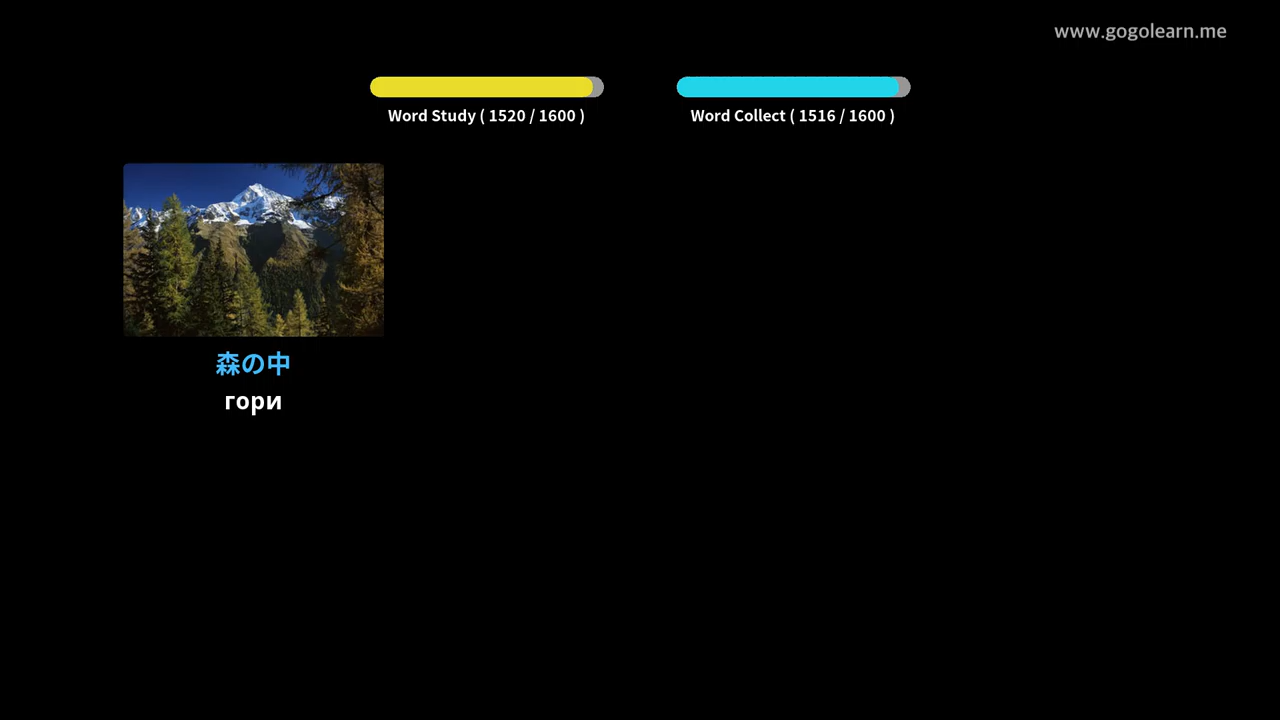 www.gogolearn.me
Word Study ( 1520 / 1600 )
Word Collect ( 1516 / 1600 )
森の中
гори